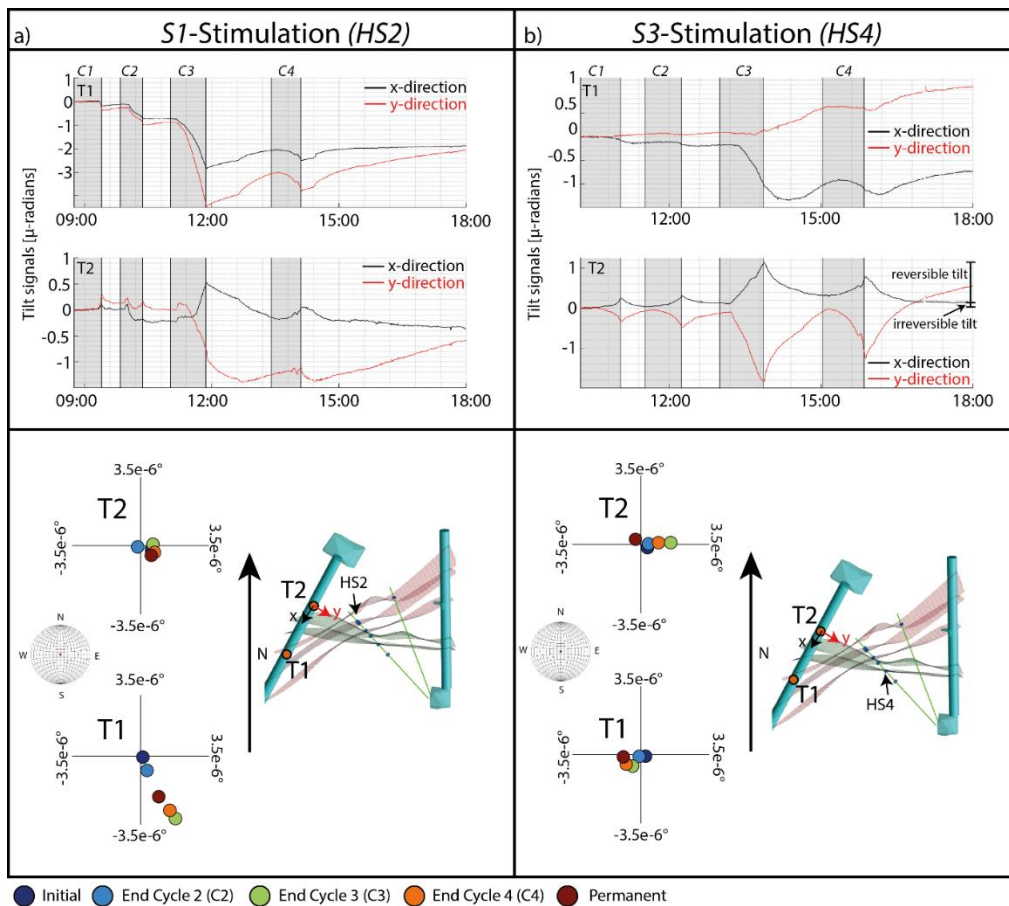 a) S1-Stimulation (HS2)
C1 C2 C3 C4
T1
x-direction
y-direction
1
0
-1
-2
-3
09:00 12:00 15:00 18:00
Tilt signals [μ-radians]
T2
x-direction
y-direction
1
0.5
0
-0.5
-1
09:00 12:00 15:00 18:00
b) S3-Stimulation (HS4)
C1 C2 C3 C4
T1
x-direction
y-direction
1
0.5
0
-0.5
-1
12:00 15:00 18:00
Tilt signals [μ-radians]
T2
reversible tilt
irreversible tilt
x-direction
y-direction
1
0
-1
12:00 15:00 18:00
3.5e-6°
T2
-3.5e-6°
3.5e-6°
-3.5e-6°
N
W E
S
3.5e-6°
T1
-3.5e-6°
3.5e-6°
-3.5e-6°
N
HS2
T2
x
y
T1
3.5e-6°
T2
-3.5e-6°
3.5e-6°
-3.5e-6°
N
W E
S
3.5e-6°
T1
-3.5e-6°
3.5e-6°
-3.5e-6°
N
T2
x
y
T1
HS4
Initial End Cycle 2 (C2) End Cycle 3 (C3) End Cycle 4 (C4) Permanent